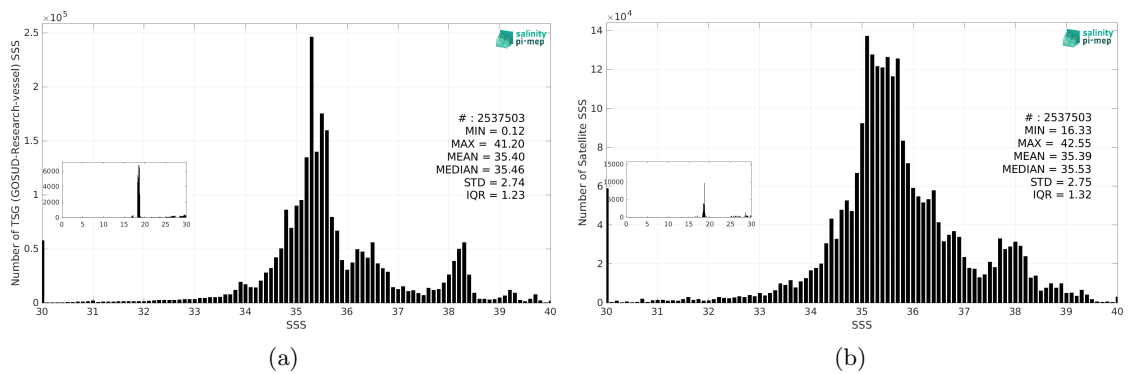 ×10^5
Number of TSG (GOSUD-Research-vessel) SSS
2.5
2
1.5
1
0.5
0
30 31 32 33 34 35 36 37 38 39 40
SSS
salinity
pi-mep
# : 2537503
MIN = 0.12
MAX = 41.20
MEAN = 35.40
MEDIAN = 35.46
STD = 2.74
IQR = 1.23
6000
4000
2000
0
0 5 10 15 20 25 30
(a)
×10^4
Number of Satellite SSS
14
12
10
8
6
4
2
0
30 31 32 33 34 35 36 37 38 39 40
SSS
salinity
pi-mep
# : 2537503
MIN = 16.33
MAX = 42.55
MEAN = 35.39
MEDIAN = 35.53
STD = 2.75
IQR = 1.32
15000
10000
5000
0
0 5 10 15 20 25 30
(b)